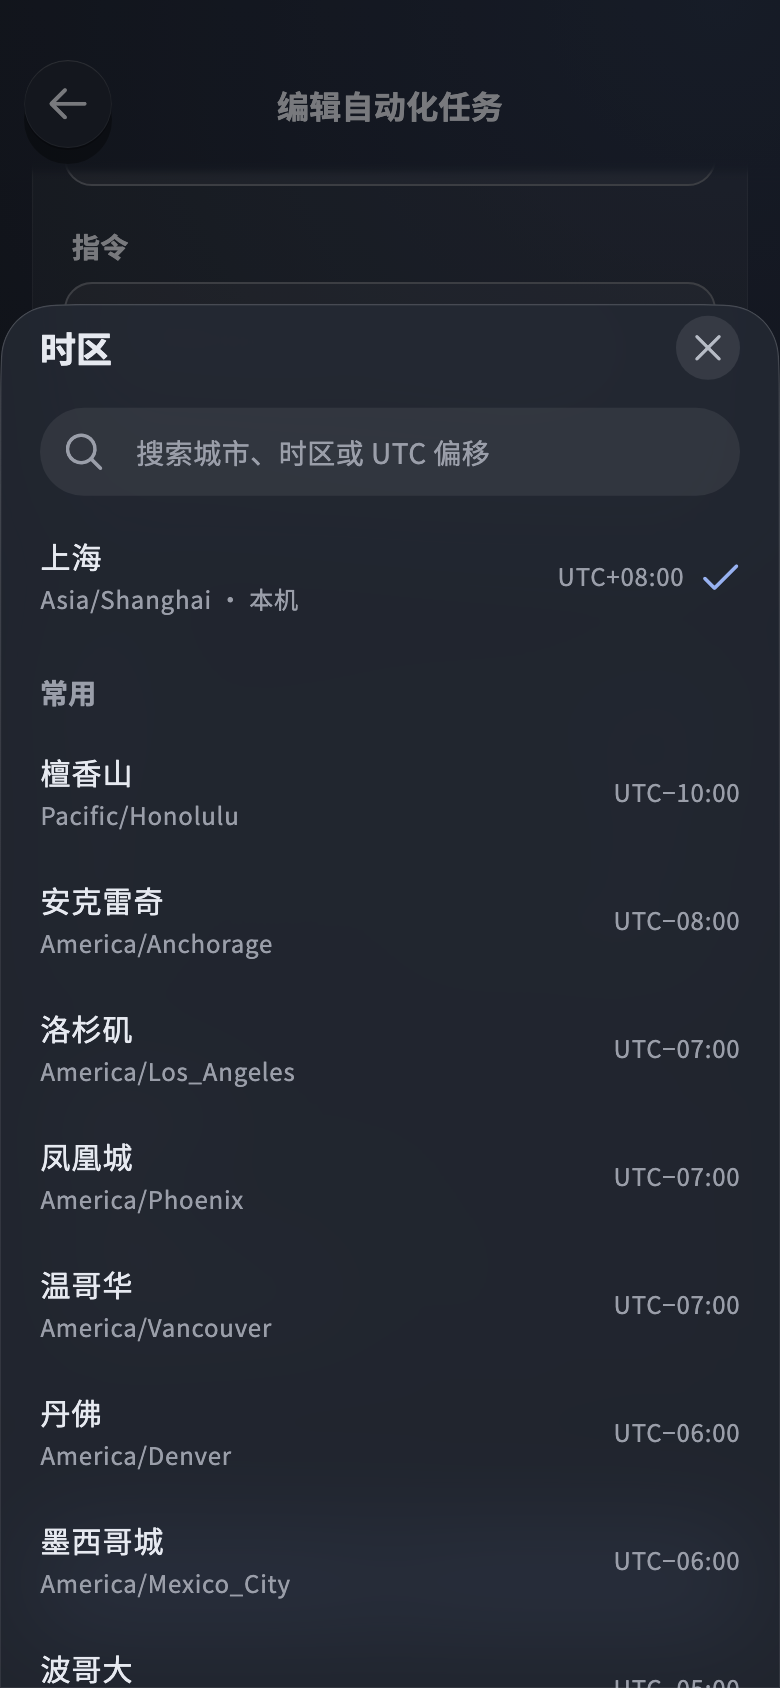 编辑自动化任务
指令
时区
搜索城市、时区或 UTC 偏移
上海
Asia/Shanghai · 本机
UTC+08:00
常用
檀香山
Pacific/Honolulu
UTC−10:00
安克雷奇
America/Anchorage
UTC−08:00
洛杉矶
America/Los_Angeles
UTC−07:00
凤凰城
America/Phoenix
UTC−07:00
温哥华
America/Vancouver
UTC−07:00
丹佛
America/Denver
UTC−06:00
墨西哥城
America/Mexico_City
UTC−06:00
波哥大
UTC−05:00